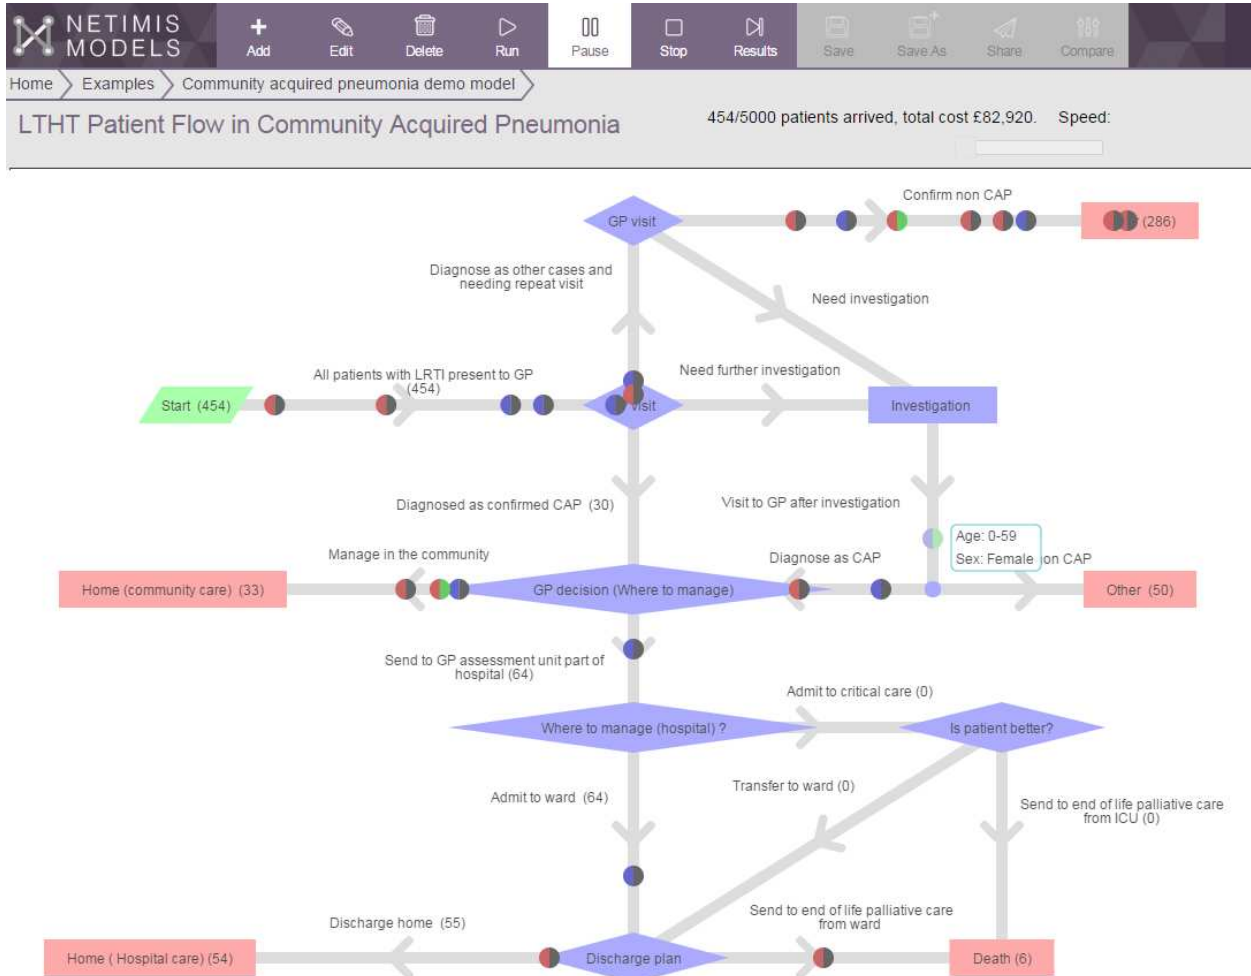 NETIMIS
MODELS
Add
Edit
Delete
Run
Pause
Stop
Results
Save
Save As
Share
Compare
Home
Examples
Community acquired pneumonia demo model
LTHT Patient Flow in Community Acquired Pneumonia
454/5000 patients arrived, total cost £82,920.
Speed:
Confirm non CAP
GP visit
(286)
Diagnose as other cases and
needing repeat visit
Need investigation
All patients with LRTI present to GP
(454)
Need further investigation
Start (454)
visit
Investigation
Diagnosed as confirmed CAP (30)
Visit to GP after investigation
Age: 0-59
Sex: Female
on CAP
Manage in the community
Diagnose as CAP
Home (community care) (33)
GP decision (Where to manage)
Other (50)
Send to GP assessment unit part of
hospital (64)
Admit to critical care (0)
Where to manage (hospital) ?
Is patient better?
Admit to ward (64)
Transfer to ward (0)
Send to end of life palliative care
from ICU (0)
Discharge home (55)
Send to end of life palliative care
from ward
Home ( Hospital care) (54)
Discharge plan
Death (6)